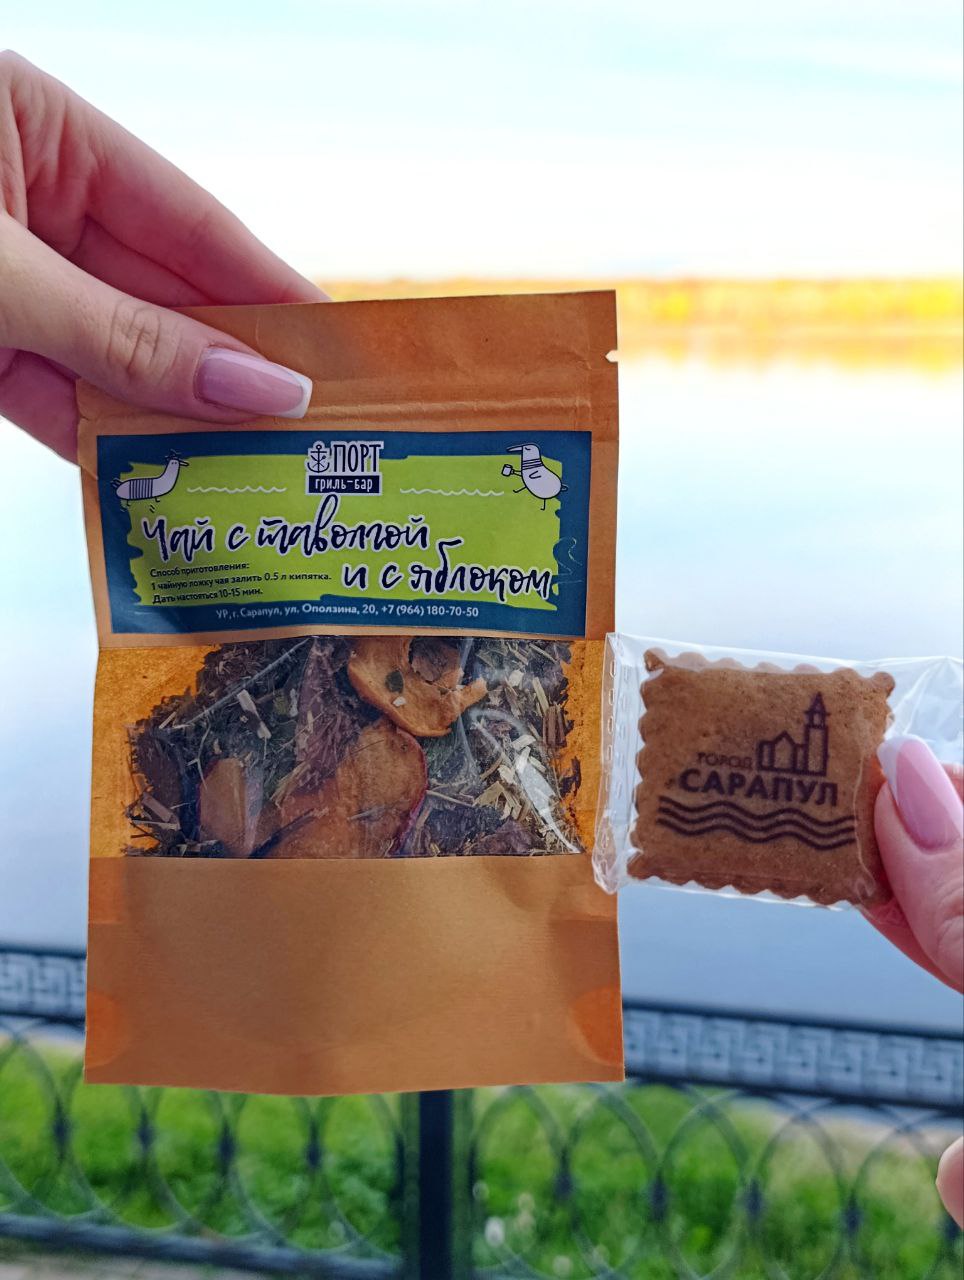 ПОРТ
гриль-бар
Чай с таволгой
и с яблоком
Способ приготовления:
1 чайную ложку чая залить 0.5 л кипятка.
Дать настояться 10-15 мин.
УР, г. Сарапул, ул. Оползина, 20, +7 (964) 180-70-50
ГОРОД
САРАПУЛ